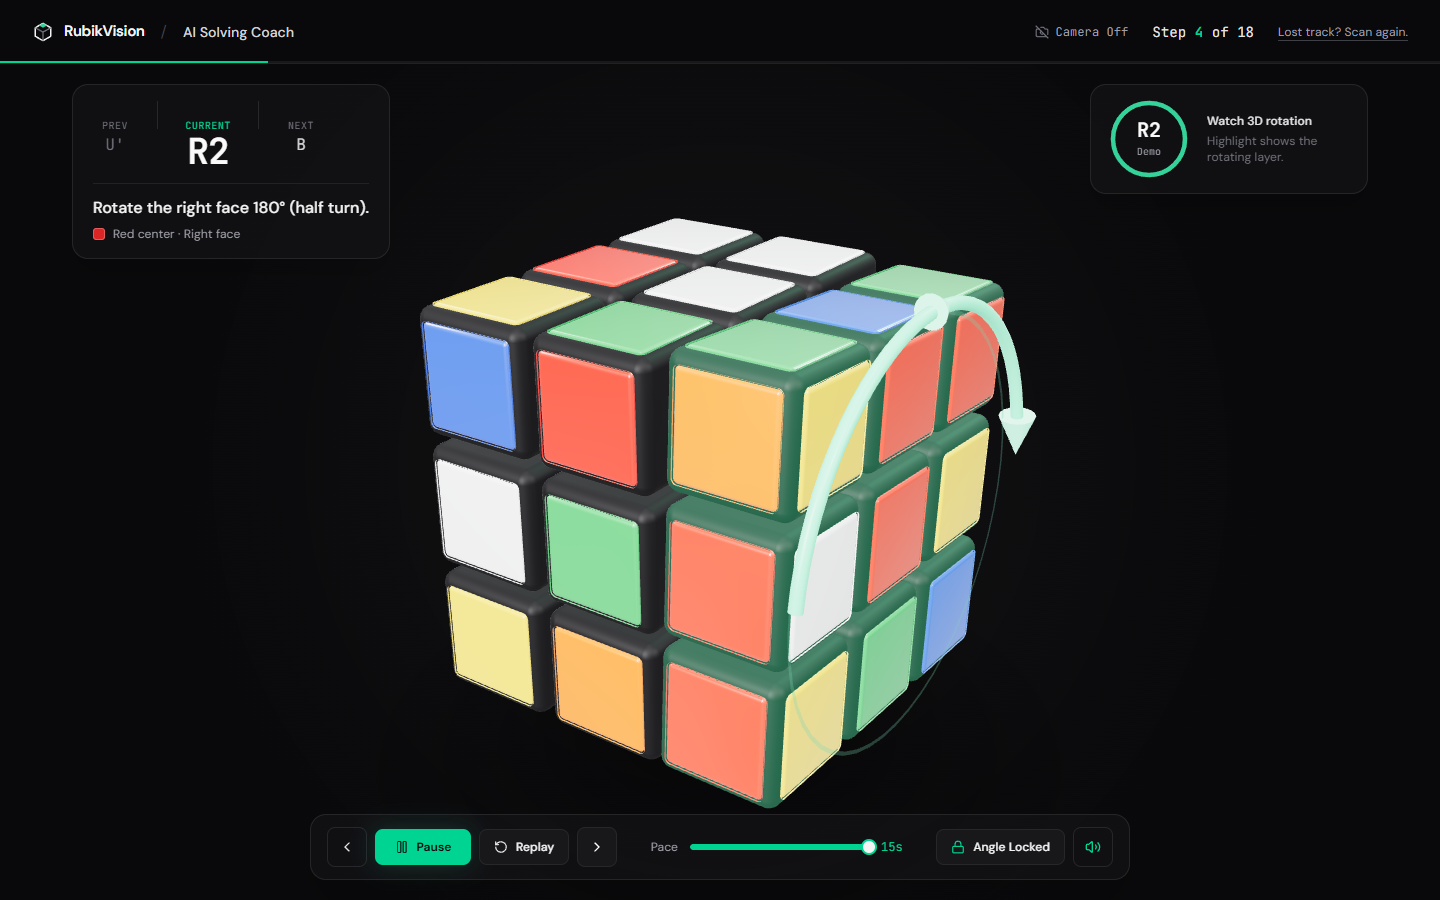 RubikVision / AI Solving Coach
Camera Off
Step 4 of 18
Lost track? Scan again.
PREV
U'
CURRENT
R2
NEXT
B
Rotate the right face 180° (half turn).
Red center · Right face
R2
Demo
Watch 3D rotation
Highlight shows the
rotating layer.
Pause
Replay
Pace
15s
Angle Locked